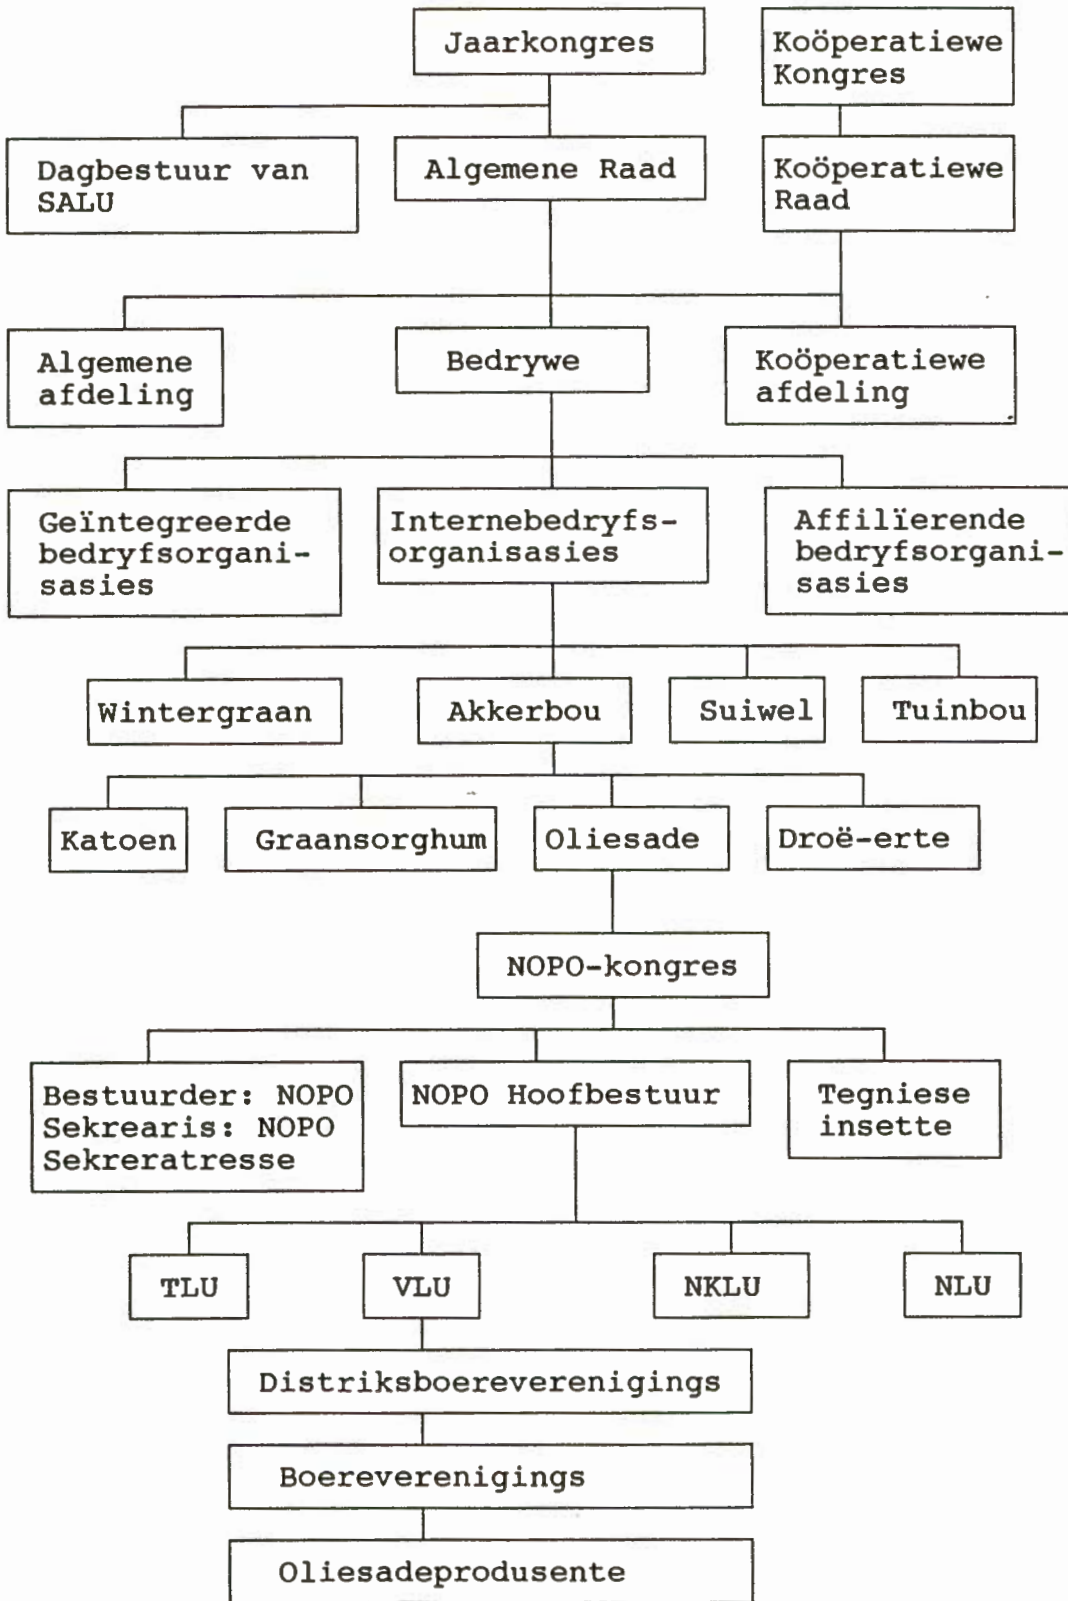 Jaarkongres
Koöperatiewe
Kongres
Dagbestuur van
SALU
Algemene Raad
Koöperatiewe
Raad
Algemene
afdeling
Bedrywe
Koöperatiewe
afdeling
Geïntegreerde
bedryfsorgani-
sasies
Internebedryfs-
organisasies
Affilïerende
bedryfsorgani-
sasies
Wintergraan
Akkerbou
Suiwel
Tuinbou
Katoen
Graansorghum
Oliesade
Droë-erte
NOPO-kongres
Bestuurder: NOPO
Sekrearis: NOPO
Sekreratresse
NOPO Hoofbestuur
Tegniese
insette
TLU
VLU
NKLU
NLU
Distriksboereverenigings
Boereverenigings
Oliesadeprodusente